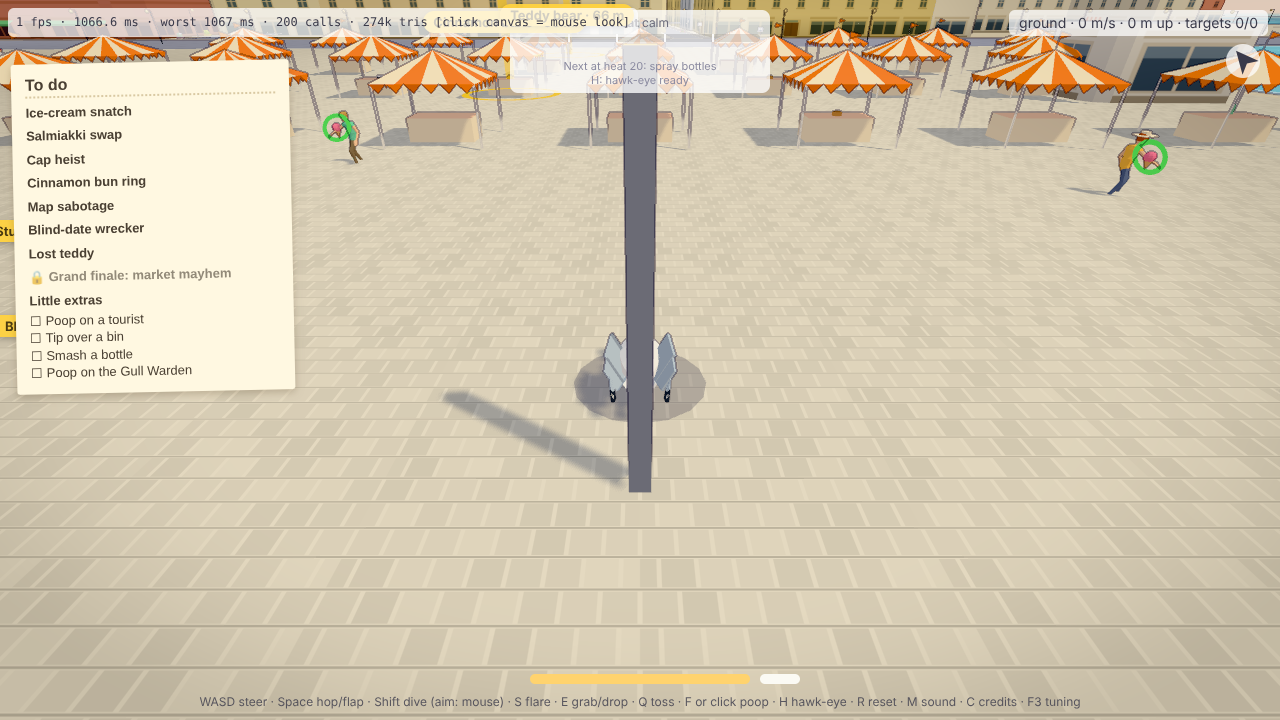 1 fps · 1066.6 ms · worst 1067 ms · 200 calls · 274k tris [click canvas = mouse look]
Teddy bear · 66 m
at calm
ground · 0 m/s · 0 m up · targets 0/0
Next at heat 20: spray bottles
H: hawk-eye ready
To do
Ice-cream snatch
Salmiakki swap
Cap heist
Cinnamon bun ring
Map sabotage
Blind-date wrecker
Lost teddy
🔒 Grand finale: market mayhem
Little extras
☐ Poop on a tourist
☐ Tip over a bin
☐ Smash a bottle
☐ Poop on the Gull Warden
WASD steer · Space hop/flap · Shift dive (aim: mouse) · S flare · E grab/drop · Q toss · F or click poop · H hawk-eye · R reset · M sound · C credits · F3 tuning